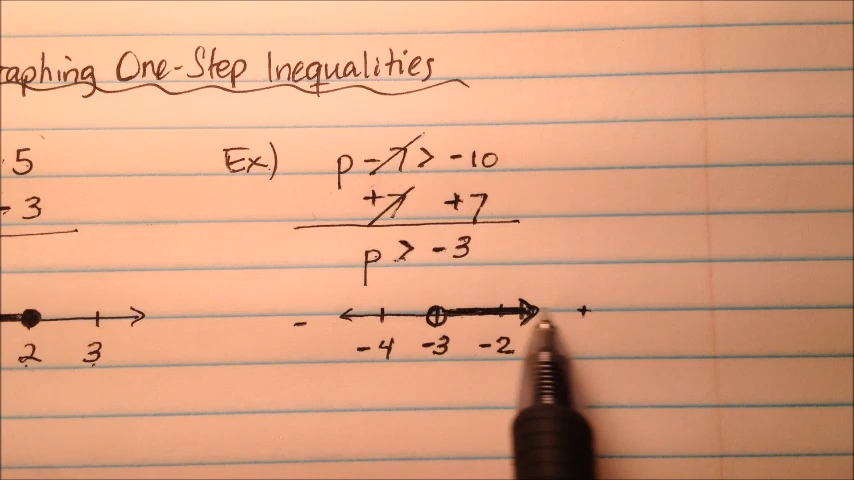 raphing One-Step Inequalities
5
- 3
2 3
Ex) p - 7 > -10
+7 +7
p > -3
- -4 -3 -2 +